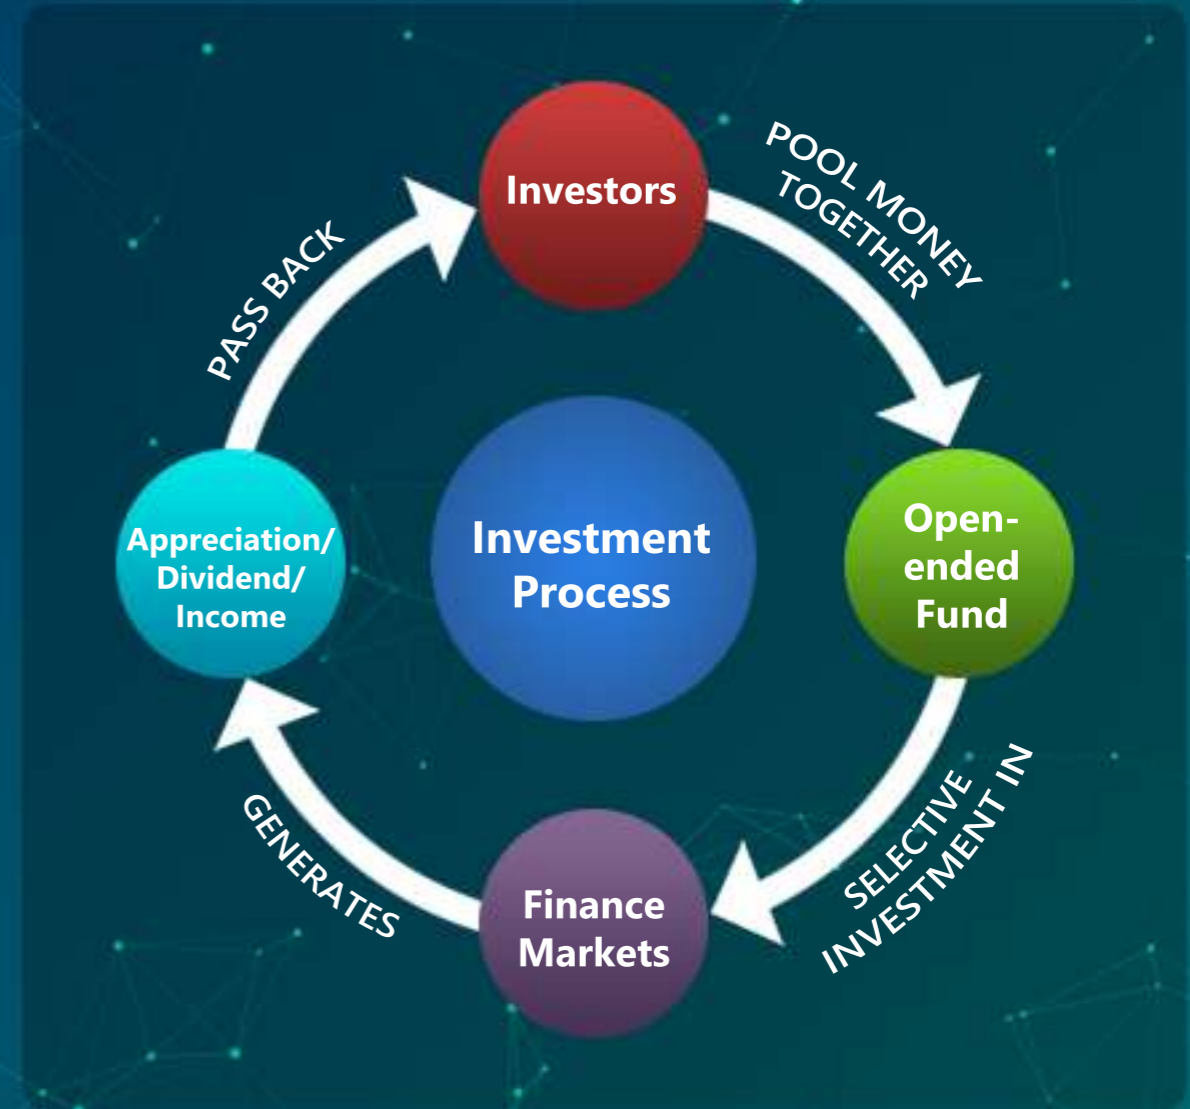 Investors
POOL MONEY
TOGETHER
Open-
ended
Fund
SELECTIVE
INVESTMENT IN
Finance
Markets
GENERATES
Appreciation/
Dividend/
Income
PASS BACK
Investment
Process